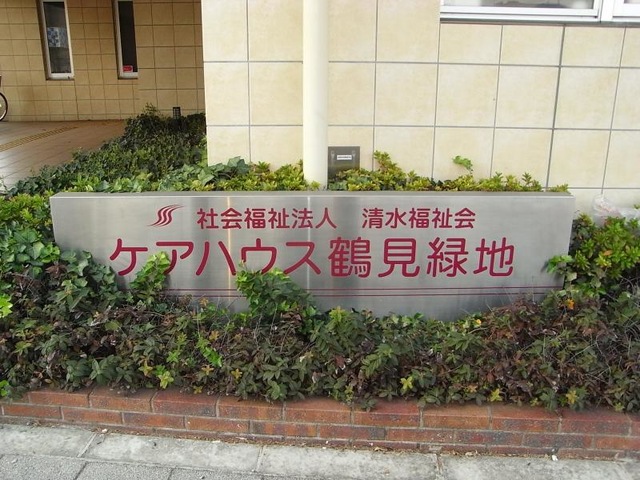 社会福祉法人　清水福祉会
ケアハウス鶴見緑地